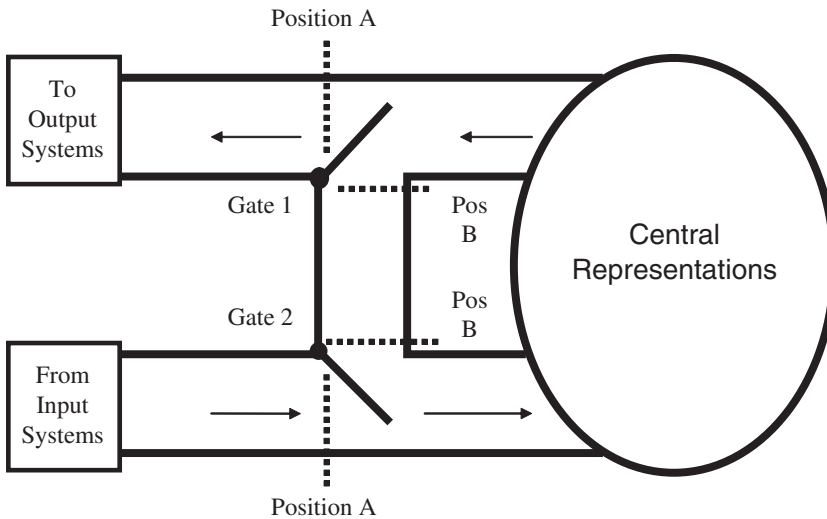 Position A
To
Output
Systems
Gate 1
Pos
B
Central
Representations
Gate 2
Pos
B
From
Input
Systems
Position A